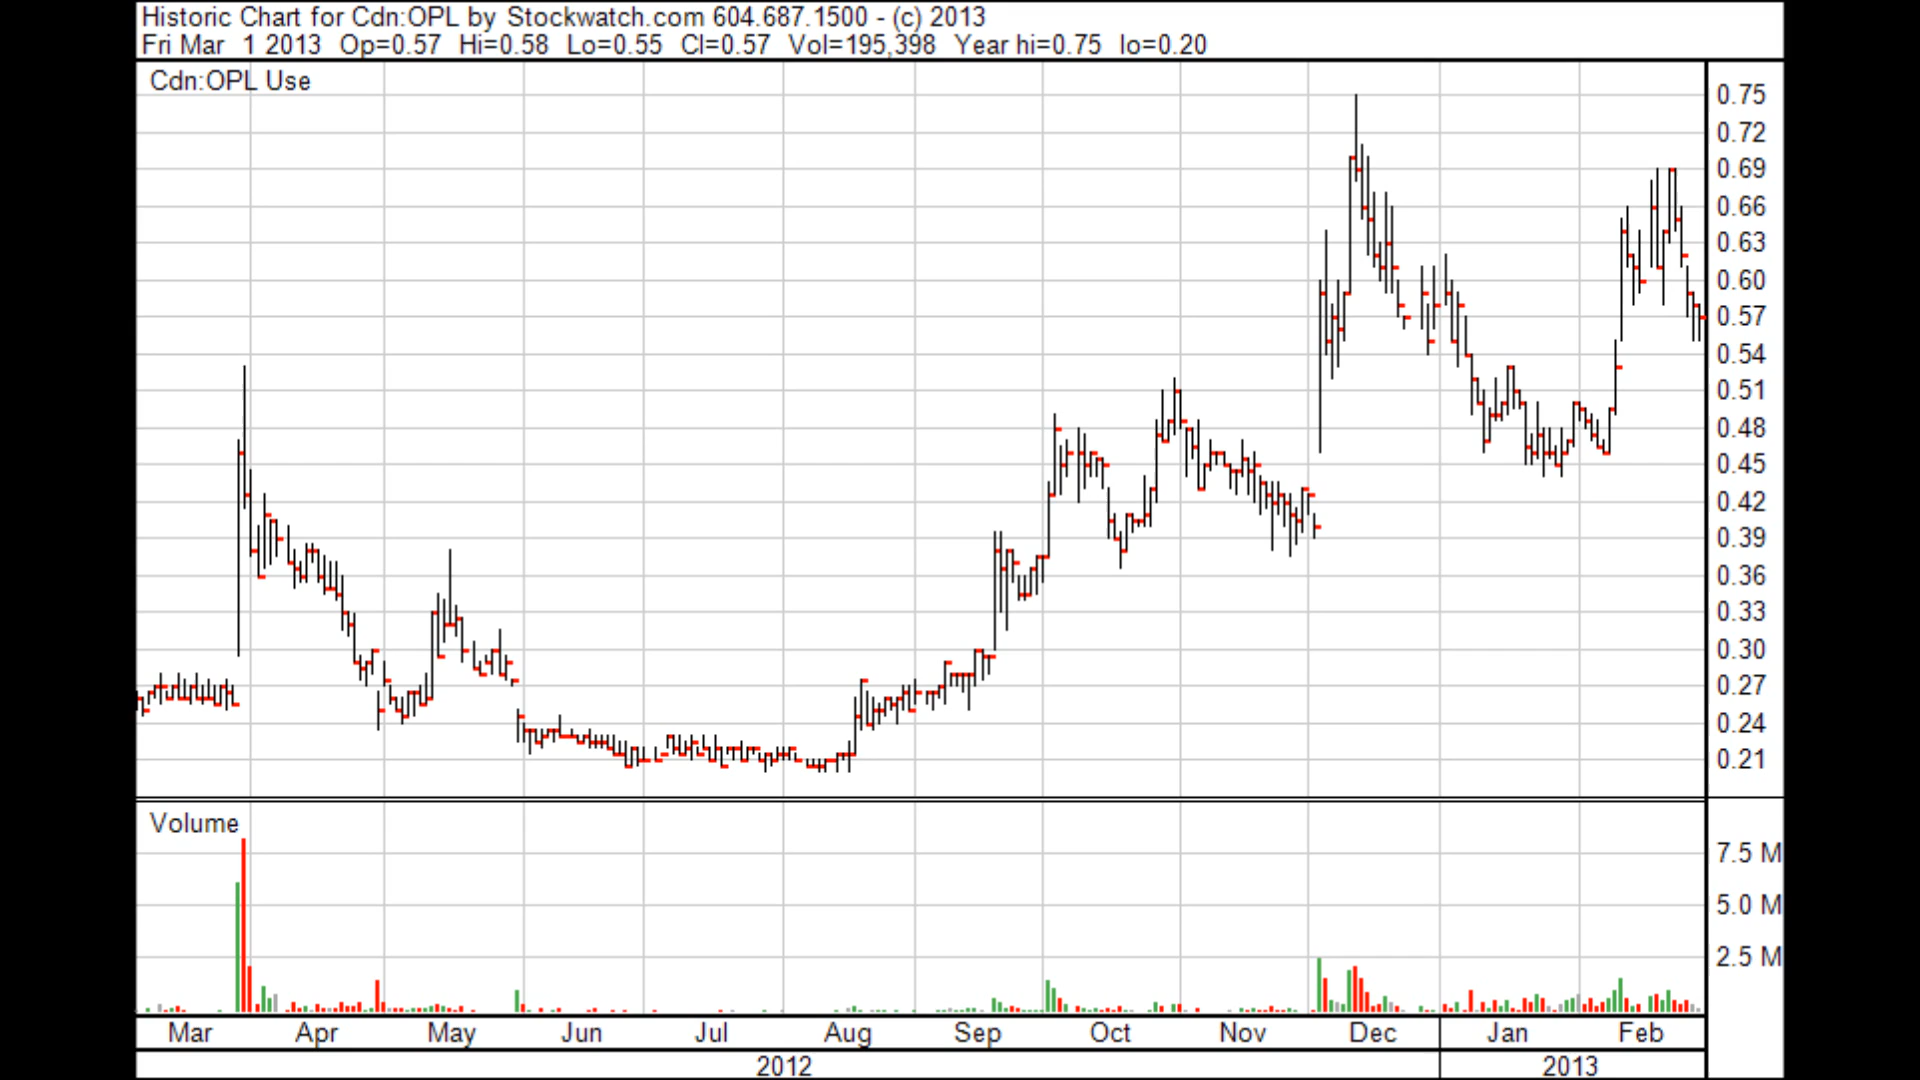 Historic Chart for Cdn:OPL by Stockwatch.com 604.687.1500 - (c) 2013
Fri Mar 1 2013 Op=0.57 Hi=0.58 Lo=0.55 Cl=0.57 Vol=195,398 Year hi=0.75 lo=0.20
Cdn:OPL Use
0.75
0.72
0.69
0.66
0.63
0.60
0.57
0.54
0.51
0.48
0.45
0.42
0.39
0.36
0.33
0.30
0.27
0.24
0.21
Volume
7.5 M
5.0 M
2.5 M
Mar Apr May Jun Jul Aug Sep Oct Nov Dec Jan Feb
2012 2013